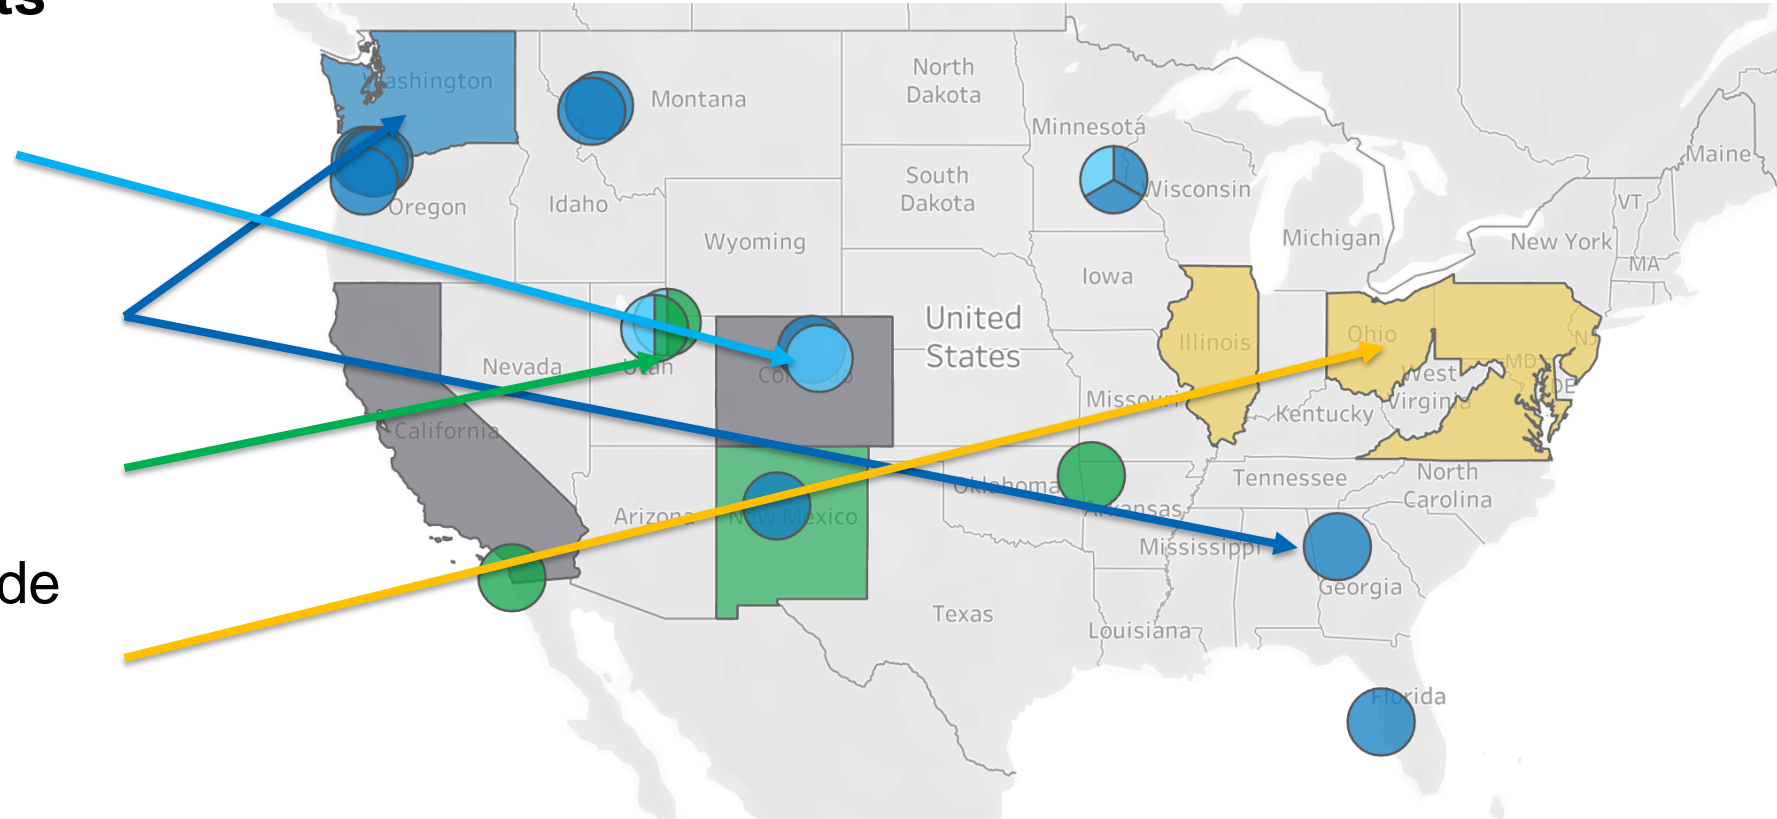 ts
Washington
Montana
North
Dakota
Minnesota
Maine
South
Dakota
Wisconsin
Oregon
Idaho
VT
Wyoming
Michigan
New York
MA
Iowa
United
States
Nevada
Utah
Colorado
Illinois
Ohio
NJ
MD
DE
West
Virginia
Missouri
Kentucky
California
Oklahoma
Tennessee
North
Carolina
Arizona
New Mexico
Arkansas
Mississippi
Georgia
de
Texas
Louisiana
Florida